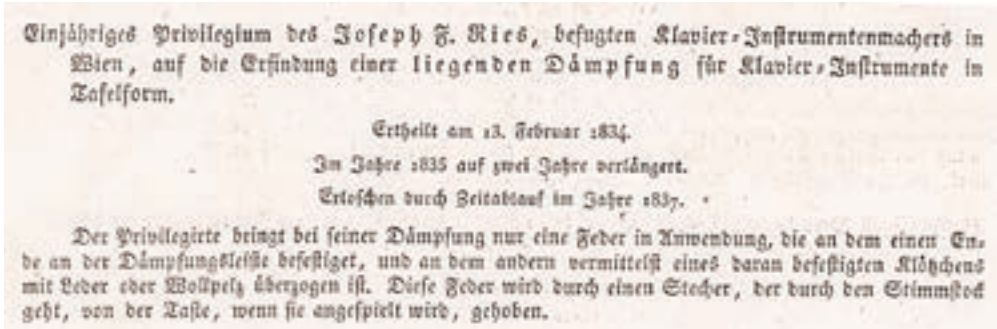 Einjähriges Privilegium des Joseph F. Ries, befugten Klavier-Instrumentenmachers in
Wien, auf die Erfindung einer liegenden Dämpfung für Klavier-Instrumente in
Tafelform.
Ertheilt am 13. Februar 1834.
Im Jahre 1835 auf zwei Jahre verlängert.
Erloschen durch Zeitablauf im Jahre 1837.
Der Privilegirte bringt bei seiner Dämpfung nur eine Feder in Anwendung, die an dem einen En-
de an der Dämpfungsleiste befestiget, und an dem andern vermittelst eines daran befestigten Klötzchens
mit Leder oder Wollpelz überzogen ist. Diese Feder wird durch einen Stecher, der durch den Stimmstock
geht, von der Taste, wenn sie angespielt wird, gehoben.